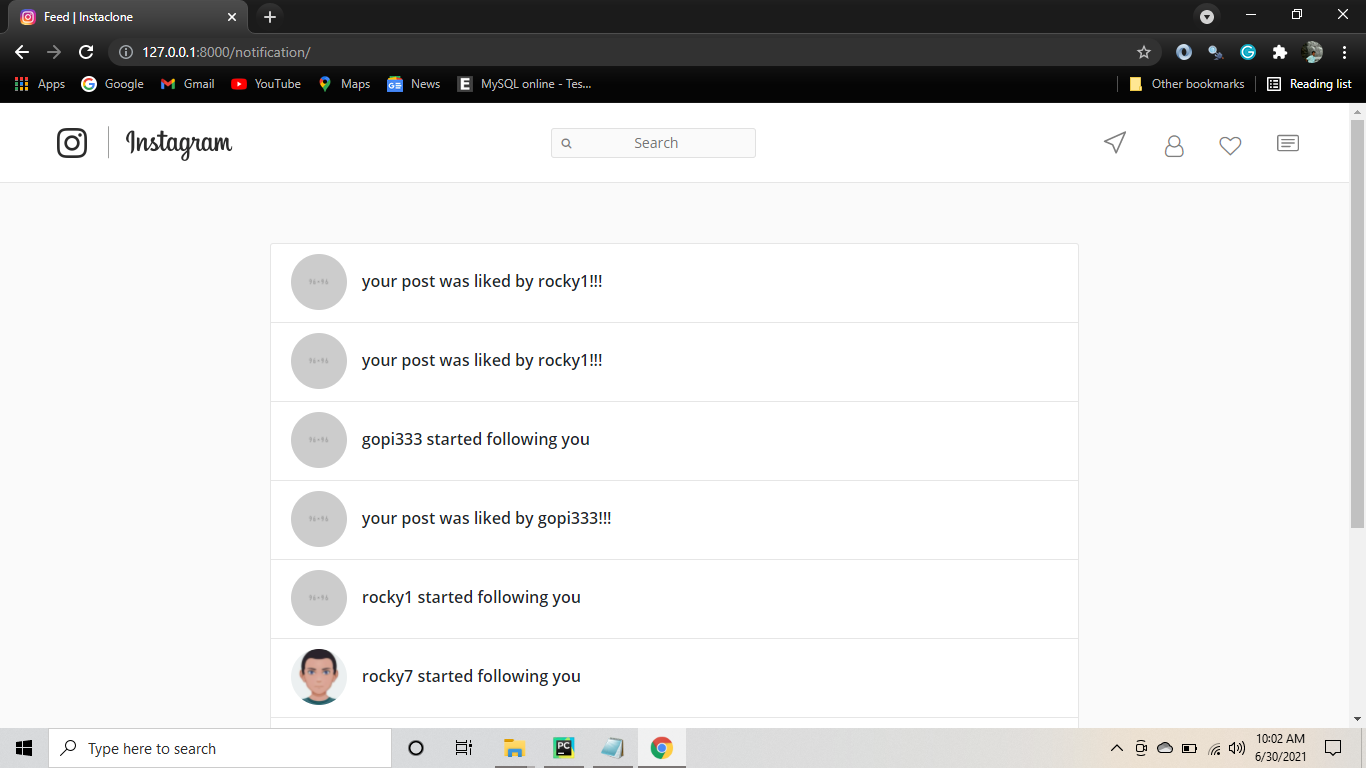 Feed | Instaclone
127.0.0.1:8000/notification/
Apps Google Gmail YouTube Maps News E MySQL online - Tes... Other bookmarks Reading list
Instagram Search
your post was liked by rocky1!!!
your post was liked by rocky1!!!
gopi333 started following you
your post was liked by gopi333!!!
rocky1 started following you
rocky7 started following you
Type here to search PC 10:02 AM
6/30/2021